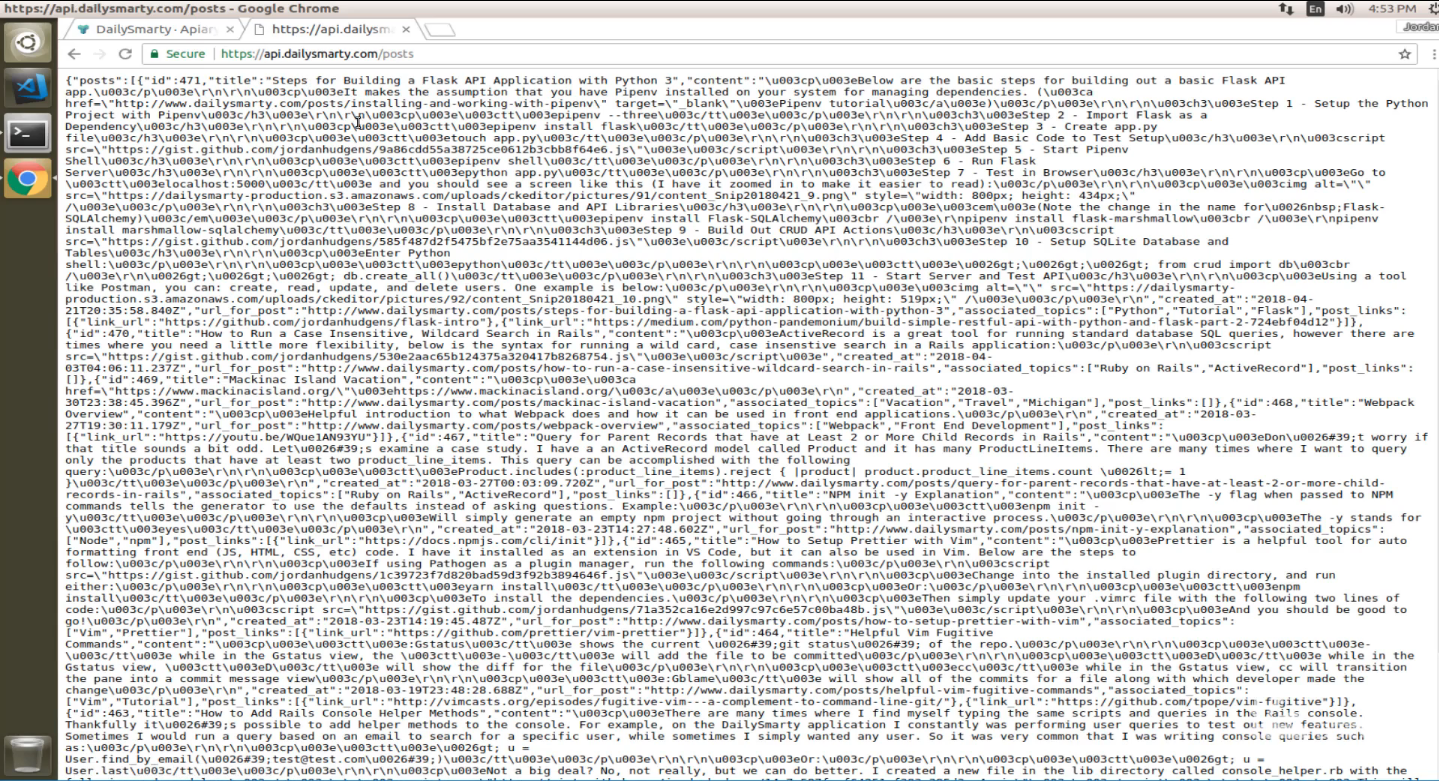 https://api.dailysmarty.com/posts - Google Chrome
En
4:53 PM
DailySmarty · Apiar
https://api.dailysm
Jorda
Secure
https://api.dailysmarty.com/posts
{"posts":[{"id":471,"title":"Steps for Building a Flask API Application with Python 3","content":"\u003cp\u003eBelow are the basic steps for building out a basic Flask API
app.\u003c/p\u003eIt makes the assumption that you have Pipenv installed on your system for managing dependencies. (\u003ca
href=\"http://www.dailysmarty.com/posts/installing-and-working-with-pipenv\" target=\"_blank\"\u003ePipenv tutorial\u003c/a\u003e)\u003c/p\u003e\r\n\r\n\u003ch3\u003eStep 1 - Setup the Python
Project with Pipenv\u003c/h3\u003e\r\n\r\n\u003cp\u003e\u003ctt\u003epipenv --three\u003c/tt\u003e\u003c/p\u003e\r\n\r\n\u003ch3\u003eStep 2 - Import Flask as a
Dependency\u003c/h3\u003e\r\n\r\n\u003cp\u003e\u003ctt\u003epipenv install flask\u003c/tt\u003e\u003c/p\u003e\r\n\r\n\u003ch3\u003eStep 3 - Create app.py
file\u003c/h3\u003e\r\n\r\n\u003cp\u003e\u003ctt\u003etouch app.py\u003c/tt\u003e\u003c/p\u003e\r\n\r\n\u003ch3\u003eStep 4 - Add Basic Code to Test Setup\u003c/h3\u003e\r\n\r\n\u003cscript
src=\"https://gist.github.com/jordanhudgens/9a86cdd55a38725ce0612b3cbb8f64e6.js\"\u003e\u003c/script\u003e\r\n\r\n\u003ch3\u003eStep 5 - Start Pipenv
Shell\u003c/h3\u003e\r\n\r\n\u003cp\u003e\u003ctt\u003epipenv shell\u003c/tt\u003e\u003c/p\u003e\r\n\r\n\u003ch3\u003eStep 6 - Run Flask
Server\u003c/h3\u003e\r\n\r\n\u003cp\u003e\u003ctt\u003epython app.py\u003c/tt\u003e\u003c/p\u003e\r\n\r\n\u003ch3\u003eStep 7 - Test in Browser\u003c/h3\u003e\r\n\r\n\u003cp\u003eGo to
\u003ctt\u003elocalhost:5000\u003c/tt\u003e and you should see a screen like this (I have it zoomed in to make it easier to read):\u003c/p\u003e\r\n\r\n\u003cp\u003e\u003cimg alt=\"\"
src=\"https://dailysmarty-production.s3.amazonaws.com/uploads/ckeditor/pictures/91/content_Snip20180421_9.png\" style=\"width: 800px; height: 434px;\"
/\u003e\u003c/p\u003e\r\n\r\n\u003ch3\u003eStep 8 - Install Database and API Libraries\u003c/h3\u003e\r\n\r\n\u003cp\u003e\u003cem\u003e(Note the change in the name for\u0026nbsp;Flask-
SQLAlchemy)\u003c/em\u003e\u003c/p\u003e\r\n\r\n\u003cp\u003e\u003ctt\u003epipenv install Flask-SQLAlchemy\u003cbr /\u003e\r\npipenv install flask-marshmallow\u003cbr /\u003e\r\npipenv
install marshmallow-sqlalchemy\u003c/tt\u003e\u003c/p\u003e\r\n\r\n\u003ch3\u003eStep 9 - Build Out CRUD API Actions\u003c/h3\u003e\r\n\r\n\u003cscript
src=\"https://gist.github.com/jordanhudgens/585f487d2f5475bf2e75aa3541144d06.js\"\u003e\u003c/script\u003e\r\n\r\n\u003ch3\u003eStep 10 - Setup SQLite Database and
Tables\u003c/h3\u003e\r\n\r\n\u003cp\u003eEnter Python
shell:\u003c/p\u003e\r\n\r\n\u003cp\u003e\u003ctt\u003epython\u003c/tt\u003e\u003c/p\u003e\r\n\r\n\u003cp\u003e\u003ctt\u003e\u0026gt;\u0026gt;\u0026gt; from crud import db\u003cbr
/\u003e\r\n\u0026gt;\u0026gt;\u0026gt; db.create_all()\u003c/tt\u003e\u003c/p\u003e\r\n\r\n\u003ch3\u003eStep 11 - Start Server and Test API\u003c/h3\u003e\r\n\r\n\u003cp\u003eUsing a tool
like Postman, you can: create, read, update, and delete users. One example is below:\u003c/p\u003e\r\n\r\n\u003cp\u003e\u003cimg alt=\"\" src=\"https://dailysmarty-
production.s3.amazonaws.com/uploads/ckeditor/pictures/92/content_Snip20180421_10.png\" style=\"width: 800px; height: 519px;\" /\u003e\u003c/p\u003e\r\n","created_at":"2018-04-
21T20:35:58.840Z","url_for_post":"http://www.dailysmarty.com/posts/steps-for-building-a-flask-api-application-with-python-3","associated_topics":["Python","Tutorial","Flask"],"post_links":
[{"link_url":"https://github.com/jordanhudgens/flask-intro"},{"link_url":"https://medium.com/python-pandemonium/build-simple-restful-api-with-python-and-flask-part-2-724ebf04d12"}]},
{"id":470,"title":"How to Run a Case Insensitive, Wildcard Search in Rails","content":"\u003cp\u003eActiveRecord is a great tool for running standard database SQL queries, however there are
times where you need a little more flexibility, below is the syntax for running a wild card, case insenstive search in a Rails application:\u003c/p\u003e\r\n\r\n\u003cscript
src=\"https://gist.github.com/jordanhudgens/530e2aac65b124375a320417b8268754.js\"\u003e\u003c/script\u003e","created_at":"2018-04-
03T04:06:11.237Z","url_for_post":"http://www.dailysmarty.com/posts/how-to-run-a-case-insensitive-wildcard-search-in-rails","associated_topics":["Ruby on Rails","ActiveRecord"],"post_links":
[]},{"id":469,"title":"Mackinac Island Vacation","content":"\u003cp\u003e\u003ca
href=\"https://www.mackinacisland.org/\"\u003ehttps://www.mackinacisland.org/\u003c/a\u003e\u003c/p\u003e\r\n","created_at":"2018-03-
30T23:38:45.396Z","url_for_post":"http://www.dailysmarty.com/posts/mackinac-island-vacation","associated_topics":["Vacation","Travel","Michigan"],"post_links":[]},{"id":468,"title":"Webpack
Overview","content":"\u003cp\u003eHelpful introduction to what Webpack does and how it can be used in front end applications.\u003c/p\u003e\r\n","created_at":"2018-03-
27T19:30:11.179Z","url_for_post":"http://www.dailysmarty.com/posts/webpack-overview","associated_topics":["Webpack","Front End Development"],"post_links":
[{"link_url":"https://youtu.be/WQue1AN93YU"}]},{"id":467,"title":"Query for Parent Records that have at Least 2 or More Child Records in Rails","content":"\u003cp\u003eDon\u0026#39;t worry if
that title sounds a bit odd. Let\u0026#39;s examine a case study. I have a an ActiveRecord model called Product and it has many ProductLineItems. There are many times where I want to query
only the products that have at least two product_line_items. This query can be accomplished with the following
query:\u003c/p\u003e\r\n\r\n\u003cp\u003e\u003ctt\u003eProduct.includes(:product_line_items).reject { |product| product.product_line_items.count \u0026lt;= 1
}\u003c/tt\u003e\u003c/p\u003e\r\n","created_at":"2018-03-27T00:03:09.720Z","url_for_post":"http://www.dailysmarty.com/posts/query-for-parent-records-that-have-at-least-2-or-more-child-
records-in-rails","associated_topics":["Ruby on Rails","ActiveRecord"],"post_links":[]},{"id":466,"title":"NPM init -y Explanation","content":"\u003cp\u003eThe -y flag when passed to NPM
commands tells the generator to use the defaults instead of asking questions. Example:\u003c/p\u003e\r\n\r\n\u003cp\u003e\u003ctt\u003enpm init -
y\u003c/tt\u003e\u003c/p\u003e\r\n\r\n\u003cp\u003eWill simply generate an empty npm project without going through an interactive process.\u003c/p\u003e\r\n\r\n\u003cp\u003eThe -y stands for
\u003ctt\u003eyes\u003c/tt\u003e\u003c/p\u003e\r\n","created_at":"2018-03-23T14:27:48.602Z","url_for_post":"http://www.dailysmarty.com/posts/npm-init-y-explanation","associated_topics":
["Node","npm"],"post_links":[{"link_url":"https://docs.npmjs.com/cli/init"}]},{"id":465,"title":"How to Setup Prettier with Vim","content":"\u003cp\u003ePrettier is a helpful tool for auto
formatting front end (JS, HTML, CSS, etc) code. I have it installed as an extension in VS Code, but it can also be used in Vim. Below are the steps to
follow:\u003c/p\u003e\r\n\r\n\u003cp\u003eIf using Pathogen as a plugin manager, run the following commands:\u003c/p\u003e\r\n\r\n\u003cscript
src=\"https://gist.github.com/jordanhudgens/1c39723f7d820bad59d3f92b3894646f.js\"\u003e\u003c/script\u003e\r\n\r\n\u003cp\u003eChange into the installed plugin directory, and run
either:\u003c/p\u003e\r\n\r\n\u003cp\u003e\u003ctt\u003eyarn install\u003c/tt\u003e\u003c/p\u003e\r\n\r\n\u003cp\u003eOr:\u003c/p\u003e\r\n\r\n\u003cp\u003e\u003ctt\u003enpm
install\u003c/tt\u003e\u003c/p\u003e\r\n\r\n\u003cp\u003eTo install the dependencies.\u003c/p\u003e\r\n\r\n\u003cp\u003eThen simply update your .vimrc file with the following two lines of
code:\u003c/p\u003e\r\n\r\n\u003cscript src=\"https://gist.github.com/jordanhudgens/71a352ca16e2d997c97c6e57c00ba48b.js\"\u003e\u003c/script\u003e\r\n\r\n\u003cp\u003eAnd you should be good to
go!\u003c/p\u003e\r\n","created_at":"2018-03-23T14:19:45.487Z","url_for_post":"http://www.dailysmarty.com/posts/how-to-setup-prettier-with-vim","associated_topics":
["Vim","Prettier"],"post_links":[{"link_url":"https://github.com/prettier/vim-prettier"}]},{"id":464,"title":"Helpful Vim Fugitive
Commands","content":"\u003cp\u003e\u003ctt\u003e:Gstatus\u003c/tt\u003e shows the current \u0026#39;git status\u0026#39; of the repo.\u003c/p\u003e\r\n\r\n\u003cp\u003e\u003ctt\u003e-
\u003c/tt\u003e while in the Gstatus view, the \u003ctt\u003e-\u003c/tt\u003e will add the file to be committed\u003c/p\u003e\r\n\r\n\u003cp\u003e\u003ctt\u003eD\u003c/tt\u003e while in the
Gstatus view, \u003ctt\u003eD\u003c/tt\u003e will show the diff for the file\u003c/p\u003e\r\n\r\n\u003cp\u003e\u003ctt\u003ecc\u003c/tt\u003e while in the Gstatus view, cc will transition
the pane into a commit message view\u003c/p\u003e\r\n\r\n\u003cp\u003e\u003ctt\u003e:Gblame\u003c/tt\u003e will show all of the commits for a file along with which developer made the
change\u003c/p\u003e\r\n","created_at":"2018-03-19T23:48:28.688Z","url_for_post":"http://www.dailysmarty.com/posts/helpful-vim-fugitive-commands","associated_topics":
["Vim","Tutorial"],"post_links":[{"link_url":"http://vimcasts.org/episodes/fugitive-vim---a-complement-to-command-line-git/"},{"link_url":"https://github.com/tpope/vim-fugitive"}]},
{"id":463,"title":"How to Add Rails Console Helper Methods","content":"\u003cp\u003eThere are many times where I find myself typing the same scripts and queries in the Rails console.
Thankfully it\u0026#39;s possible to add helper methods to the console. For example, on the DailySmarty application I constantly was performing user queries to test out new features.
Sometimes I would run a query based on an email to search for a specific user, while sometimes I simply wanted any user. So it was very common that I was writing console queries such
as:\u003c/p\u003e\r\n\r\n\u003cp\u003e\u003ctt\u003e\u0026gt; u =
User.find_by_email(\u0026#39;test@test.com\u0026#39;)\u003c/tt\u003e\u003c/p\u003e\r\n\r\n\u003cp\u003eOr:\u003c/p\u003e\r\n\r\n\u003cp\u003e\u003ctt\u003e\u0026gt; u =
User.last\u003c/tt\u003e\u003c/p\u003e\r\n\r\n\u003cp\u003eNot a big deal? No, not really, but we can do better. I created a new file in the lib directory called console_helper.rb with the